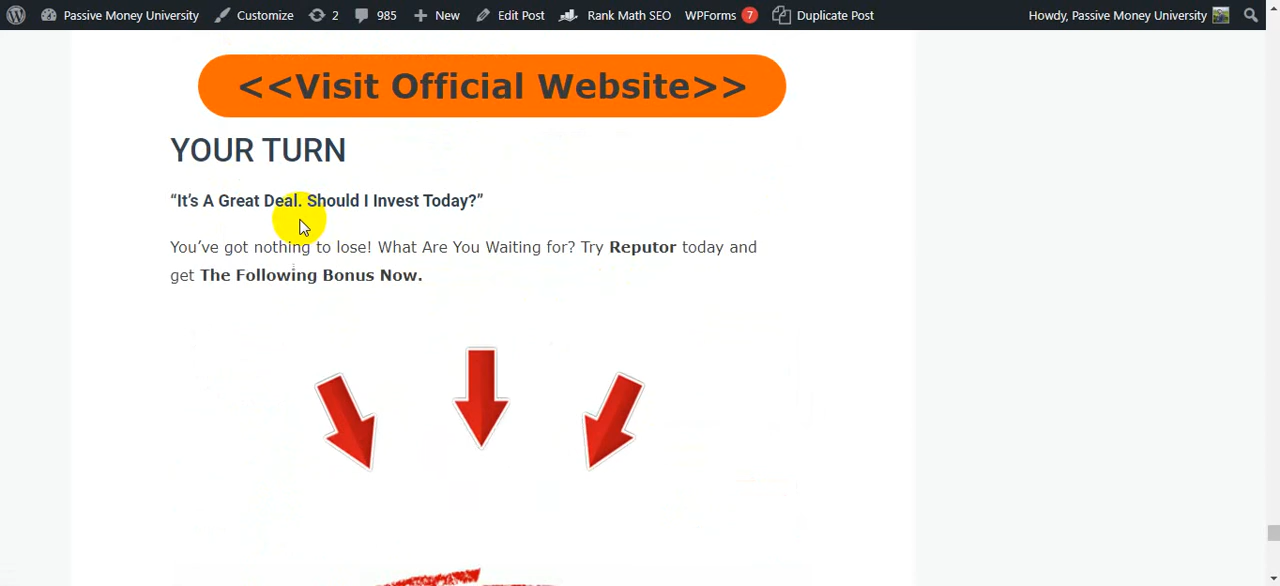 Passive Money University Customize 2 985 New Edit Post Rank Math SEO WPForms 7 Duplicate Post Howdy, Passive Money University
<<Visit Official Website>>
YOUR TURN
“It’s A Great Deal. Should I Invest Today?”
You’ve got nothing to lose! What Are You Waiting for? Try Reputor today and
get The Following Bonus Now.